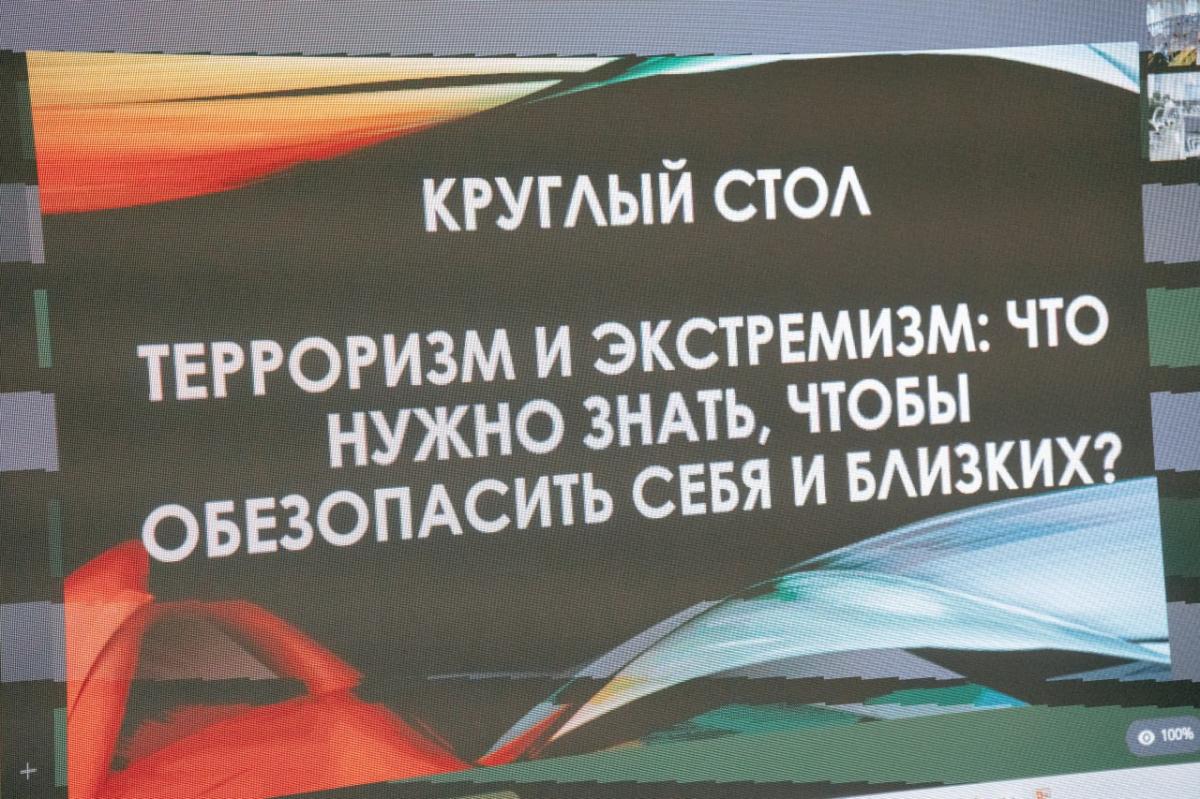 КРУГЛЫЙ СТОЛ
ТЕРРОРИЗМ И ЭКСТРЕМИЗМ: ЧТО
НУЖНО ЗНАТЬ, ЧТОБЫ
ОБЕЗОПАСИТЬ СЕБЯ И БЛИЗКИХ?
100%